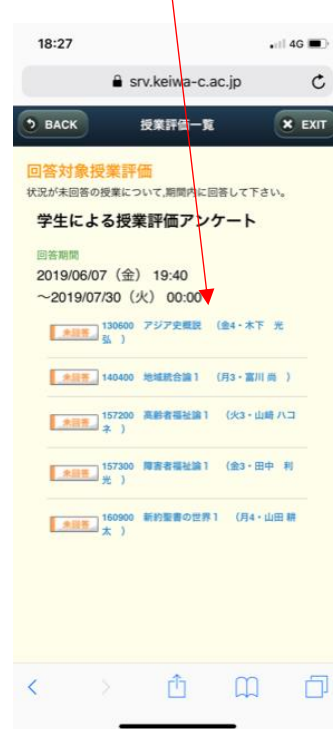 18:27 4G
srv.keiwa-c.ac.jp
BACK 授業評価一覧 EXIT
回答対象授業評価
状況が未回答の授業について,期間内に回答して下さい。
学生による授業評価アンケート
回答期間
2019/06/07（金） 19:40
～2019/07/30（火） 00:00
未回答 130600 アジア史概説 （金4・木下 光
弘 ）
未回答 140400 地域統合論1 （月3・富川 尚 ）
未回答 157200 高齢者福祉論1 （火3・山﨑 ハコ
ネ ）
未回答 157300 障害者福祉論1 （金3・田中 利
光 ）
未回答 160900 新約聖書の世界1 （月4・山田 耕
太 ）